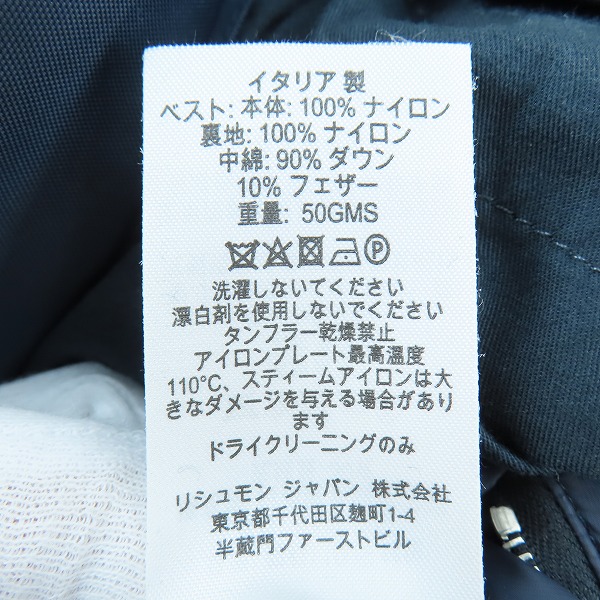 イタリア 製
ベスト: 本体: 100% ナイロン
裏地: 100% ナイロン
中綿: 90% ダウン
10% フェザー
重量: 50GMS
P
洗濯しないてください
漂白剤を使用しないでください
タンプラー乾燥禁止
アイロンプレート最高温度
110°C、スティームアイロンは大
きなダメージを与える場合があり
ます
ドライクリーニングのみ
リシュモン ジャパン 株式会社
東京都千代田区麹町1-4
半蔵門ファーストビル